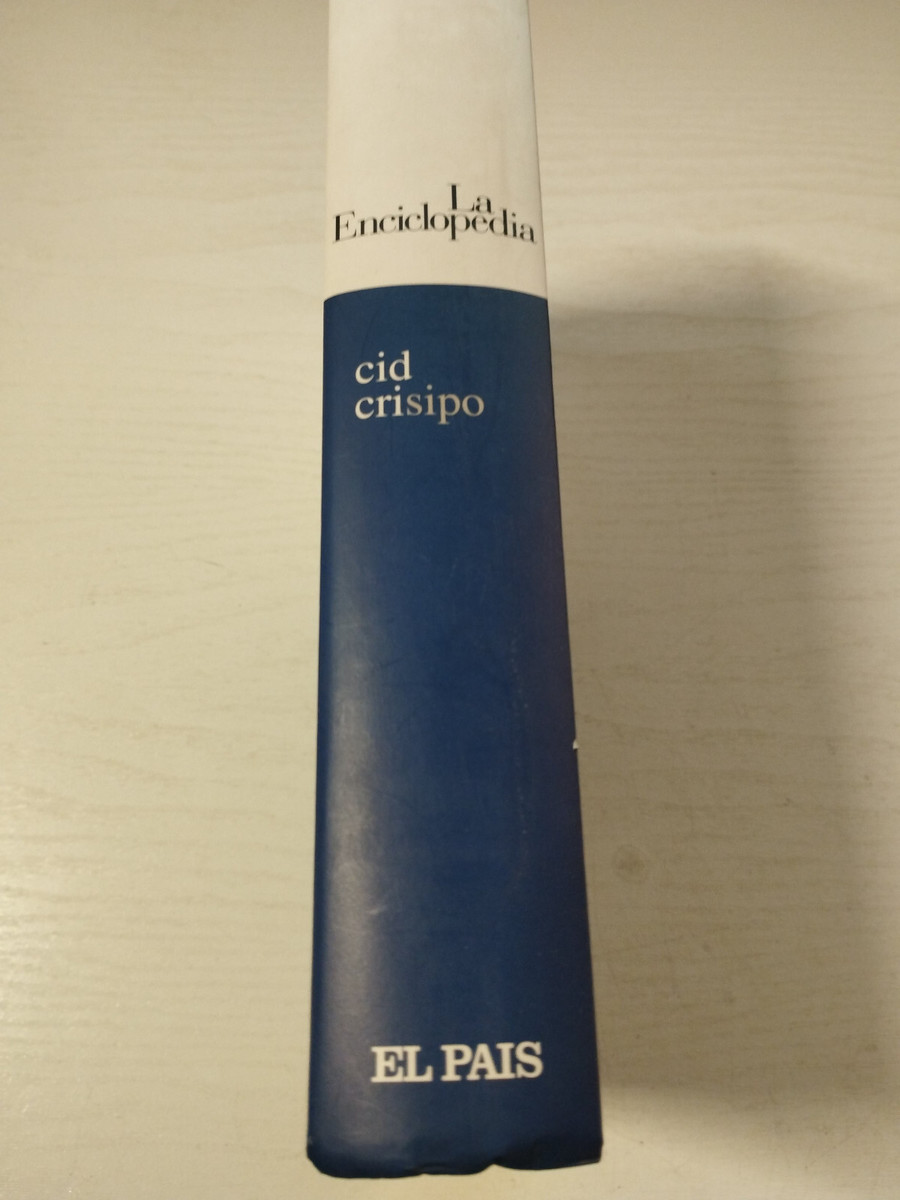 La
Enciclopedia
cid
crisipo
EL PAIS